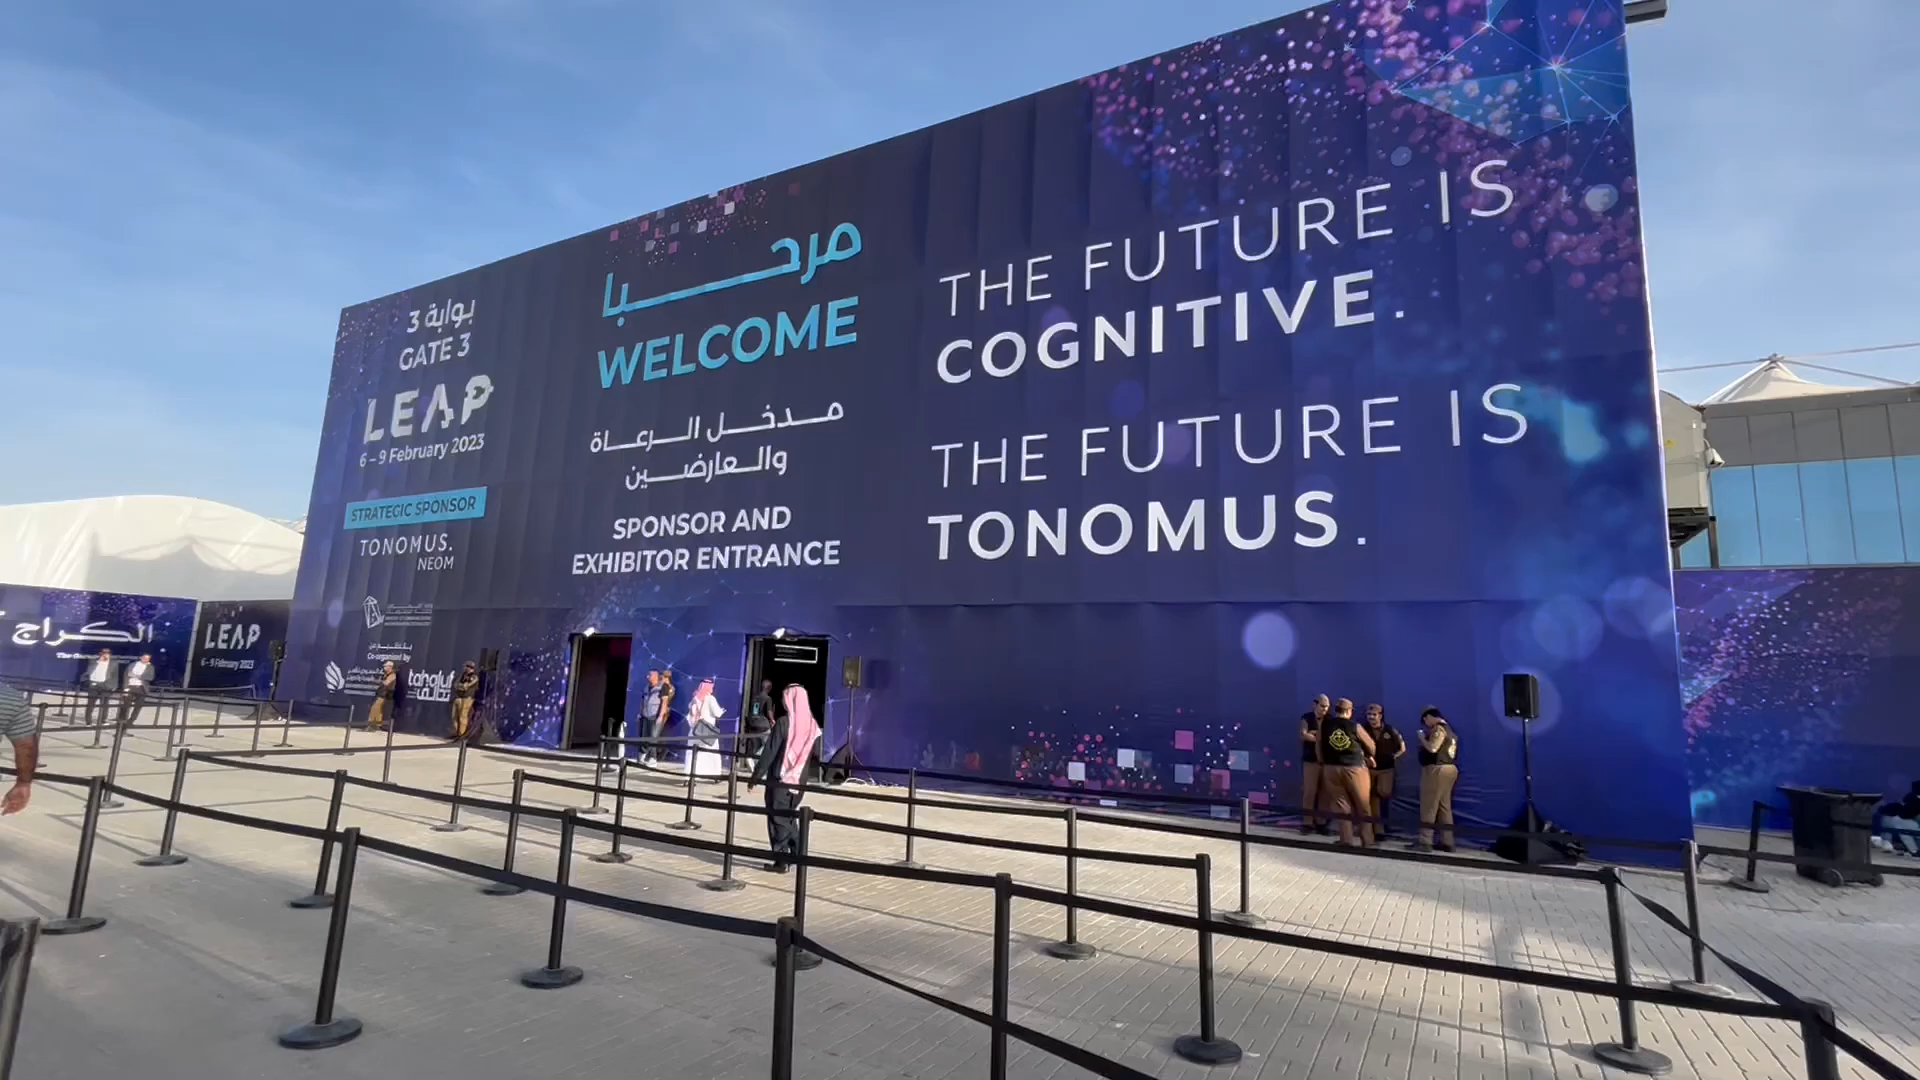 بوابة 3
GATE 3
LEAP
6 – 9 February 2023
STRATEGIC SPONSOR
TONOMUS.
NEOM
Co-organised by
tahaluf
تحالف
مرحبا
WELCOME
مدخل الرعاة
والعارضين
SPONSOR AND
EXHIBITOR ENTRANCE
THE FUTURE IS
COGNITIVE.
THE FUTURE IS
TONOMUS.
الكراج
LEAP
6 – 9 February 2023